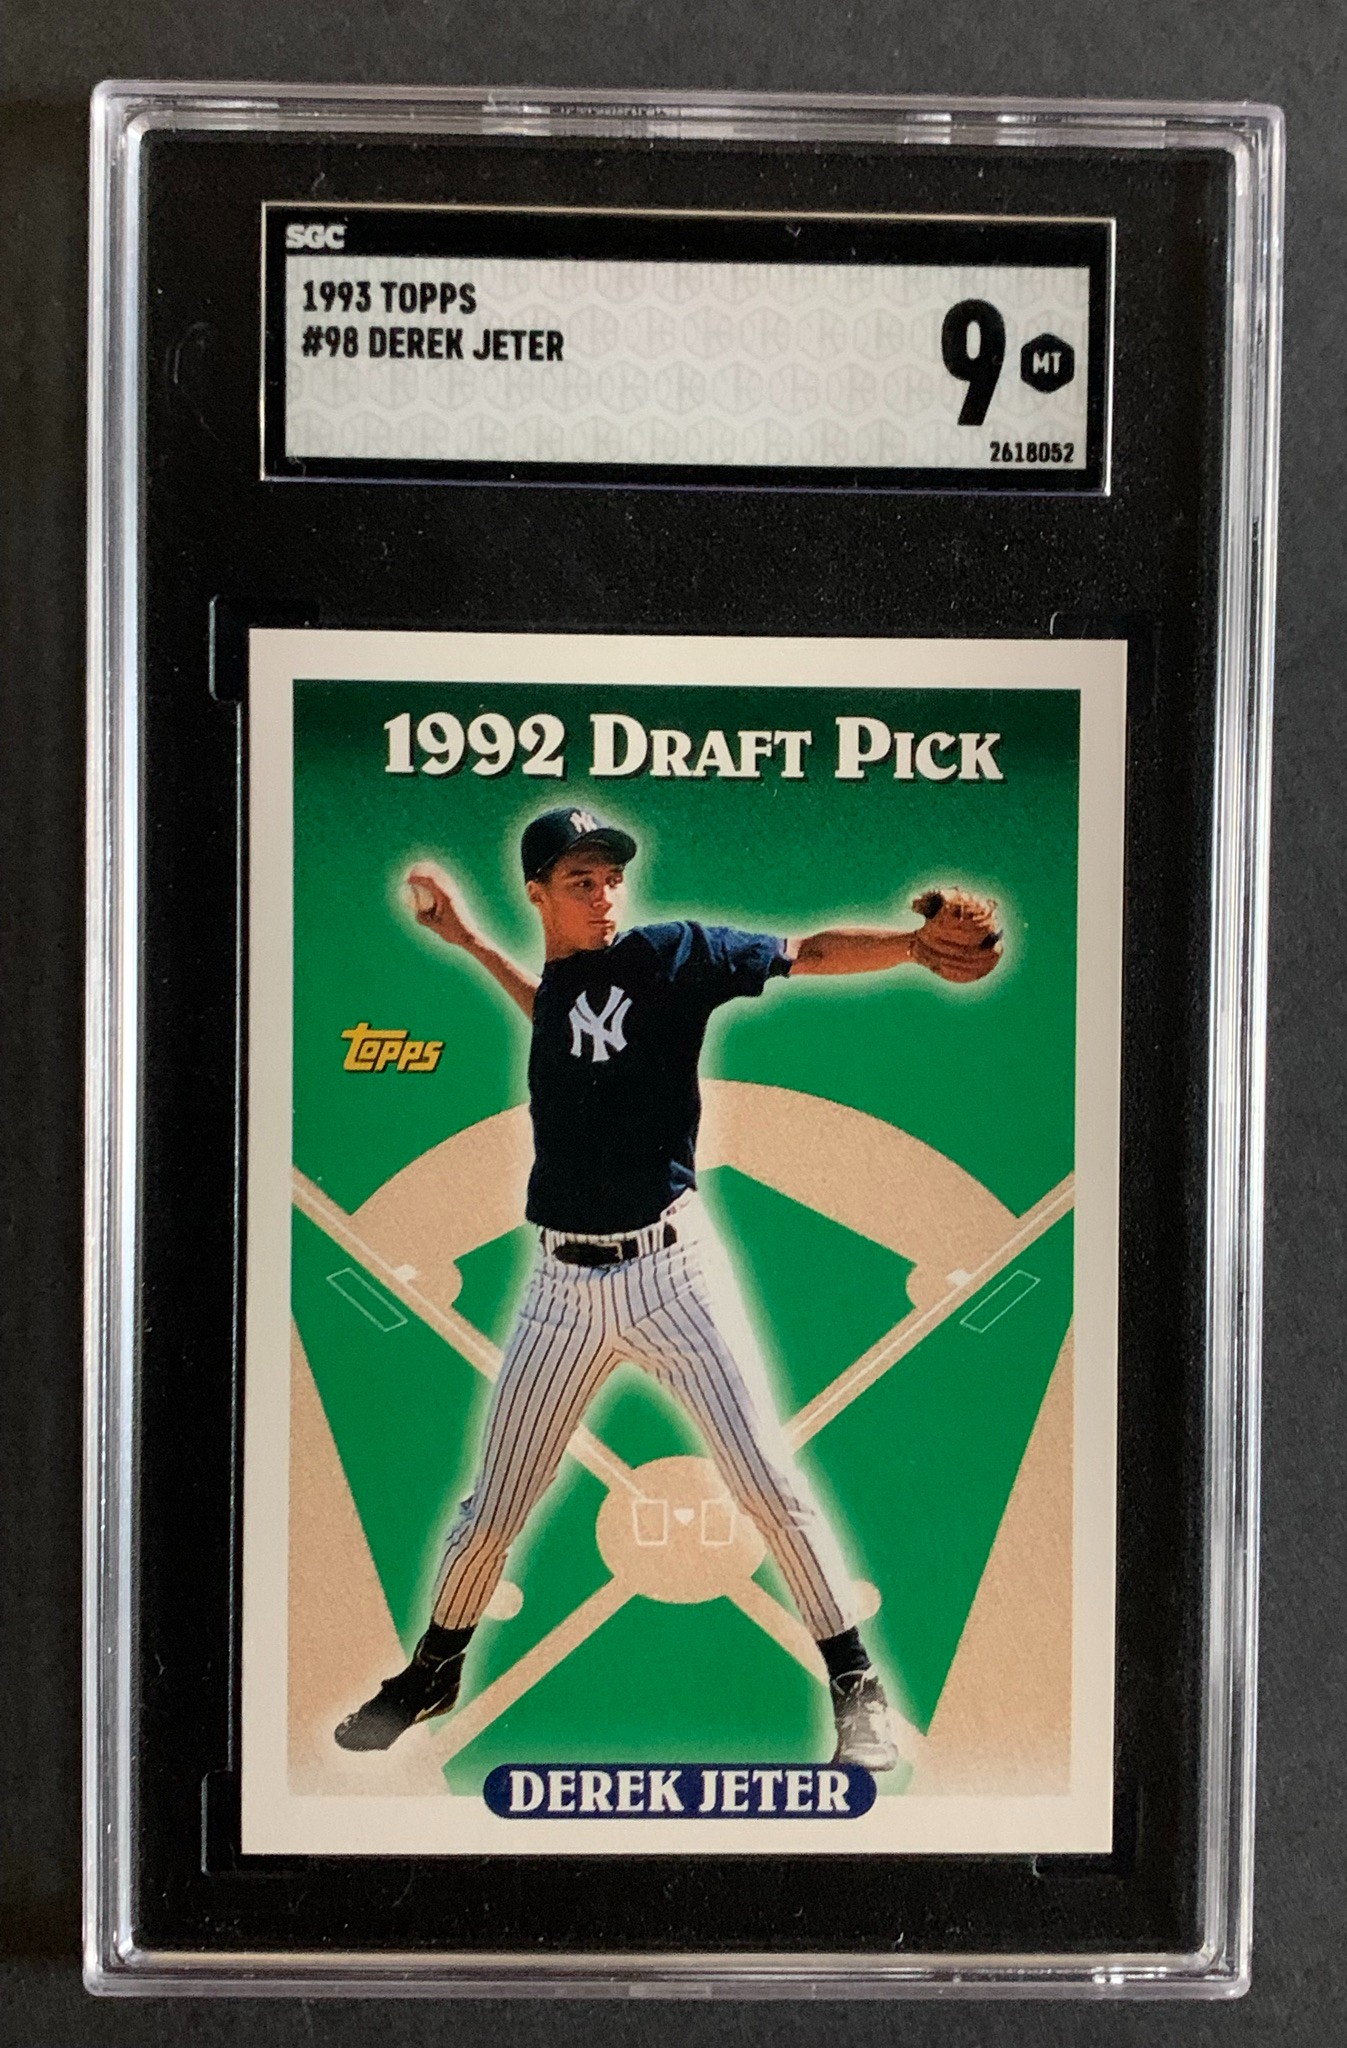 SGC
1993 TOPPS
#98 DEREK JETER
9 MT
2618052
1992 DRAFT PICK
NY
topps
NY
DEREK JETER